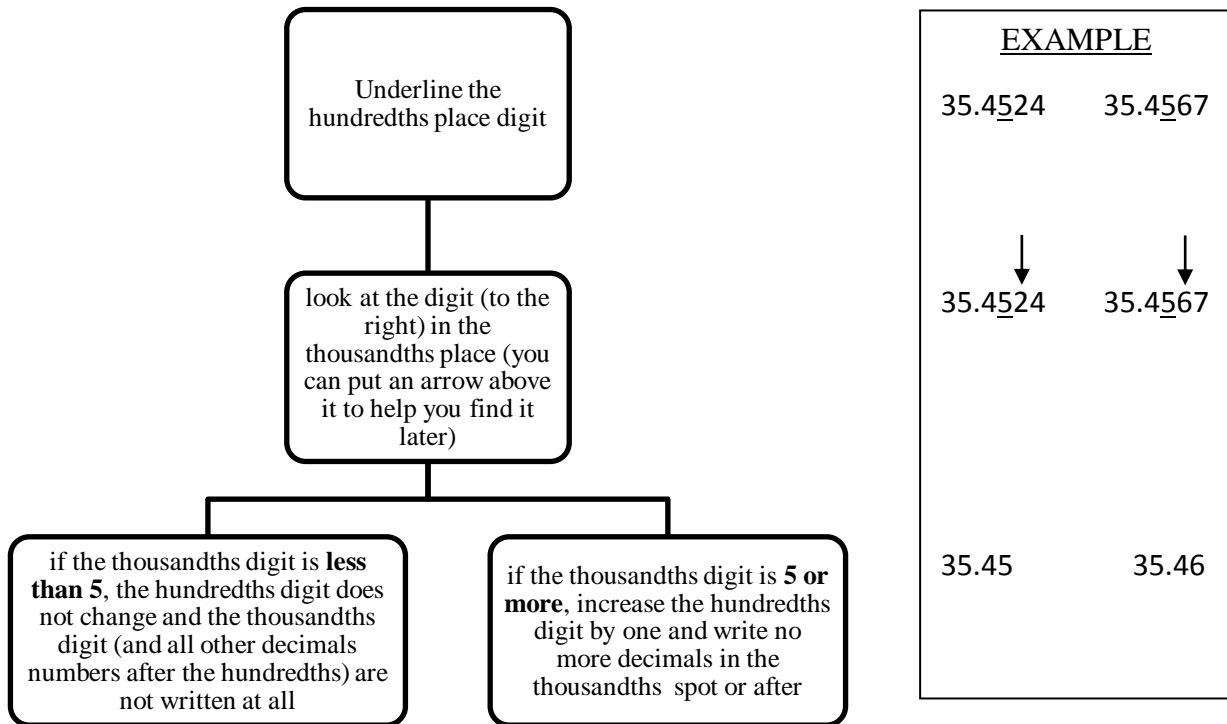 Underline the
hundredths place digit
look at the digit (to the
right) in the
thousandths place (you
can put an arrow above
it to help you find it
later)
if the thousandths digit is less
than 5, the hundredths digit does
not change and the thousandths
digit (and all other decimals
numbers after the hundredths) are
not written at all
if the thousandths digit is 5 or
more, increase the hundredths
digit by one and write no
more decimals in the
thousandths spot or after
EXAMPLE
35.4524 35.4567
35.4524 35.4567
35.45 35.46